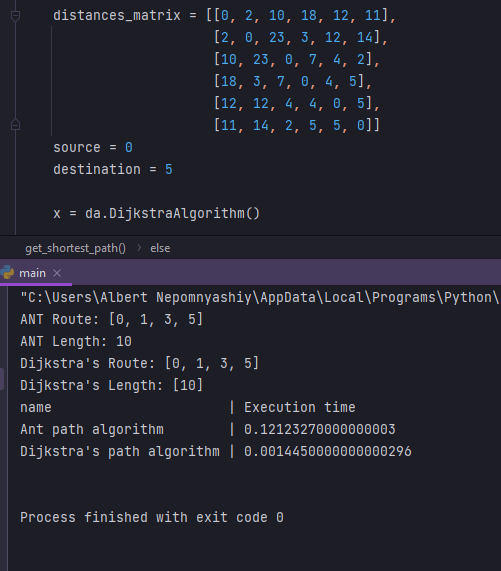 distances_matrix = [[0, 2, 10, 18, 12, 11],
[2, 0, 23, 3, 12, 14],
[10, 23, 0, 7, 4, 2],
[18, 3, 7, 0, 4, 5],
[12, 12, 4, 4, 0, 5],
[11, 14, 2, 5, 5, 0]]
source = 0
destination = 5
x = da.DijkstraAlgorithm()
get_shortest_path() › else
main ×
"C:\Users\Albert Nepomnyashiy\AppData\Local\Programs\Python\
ANT Route: [0, 1, 3, 5]
ANT Length: 10
Dijkstra's Route: [0, 1, 3, 5]
Dijkstra's Length: [10]
name | Execution time
Ant path algorithm | 0.12123270000000003
Dijkstra's path algorithm | 0.0014450000000000296
Process finished with exit code 0